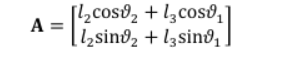 A = [l₂cosϑ₂ + l₃cosϑ₁
l₂sinϑ₂ + l₃sinϑ₁]